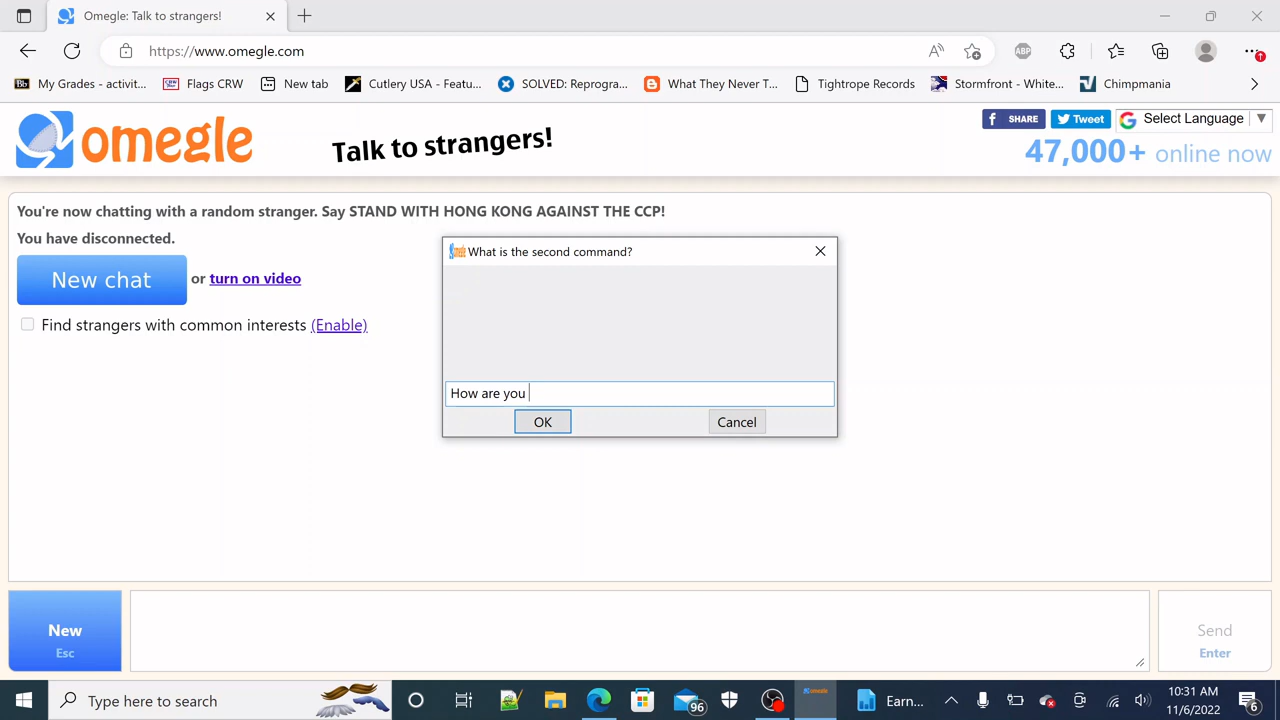 Omegle: Talk to strangers!
https://www.omegle.com
ABP
Bb My Grades - activit...
CRW Flags CRW
New tab
Cutlery USA - Featu...
SOLVED: Reprogra...
What They Never T...
Tightrope Records
Stormfront - White...
Chimpmania
omegle
Talk to strangers!
f SHARE
Tweet
G Select Language
47,000+ online now
You're now chatting with a random stranger. Say STAND WITH HONG KONG AGAINST THE CCP!
You have disconnected.
New chat or turn on video
Find strangers with common interests (Enable)
What is the second command?
How are you
OK
Cancel
New
Esc
Send
Enter
Type here to search
96
omegle
Earn...
10:31 AM
11/6/2022
6